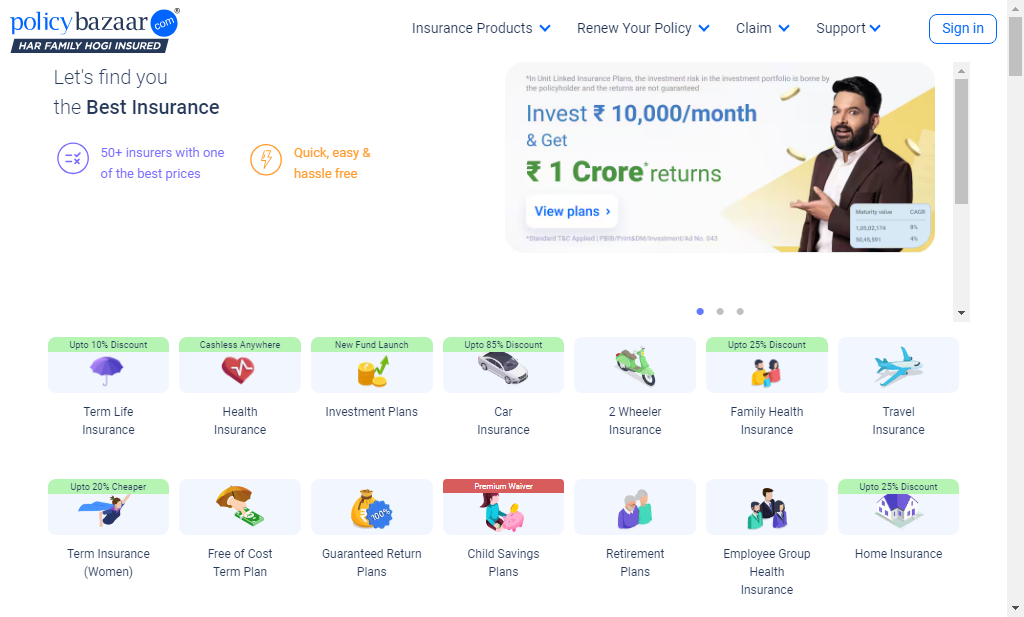 policybazaar.com®
HAR FAMILY HOGI INSURED
Insurance Products
Renew Your Policy
Claim
Support
Sign in
Let's find you
the Best Insurance
50+ insurers with one
of the best prices
Quick, easy &
hassle free
*In Unit Linked Insurance Plans, the investment risk in the investment portfolio is borne by
the policyholder and the returns are not guaranteed
Invest ₹ 10,000/month
& Get
₹ 1 Crore* returns
View plans ›
*Standard T&C Applied | PBIB/Print&DM/Investment/Ad No. 043
Maturity value CAGR
1,05,02,174 8%
50,45,591 4%
Upto 10% Discount
Cashless Anywhere
New Fund Launch
Upto 85% Discount
Upto 25% Discount
Term Life
Insurance
Health
Insurance
Investment Plans
Car
Insurance
2 Wheeler
Insurance
Family Health
Insurance
Travel
Insurance
Upto 20% Cheaper
Premium Waiver
Upto 25% Discount
100%
Term Insurance
(Women)
Free of Cost
Term Plan
Guaranteed Return
Plans
Child Savings
Plans
Retirement
Plans
Employee Group
Health
Insurance
Home Insurance